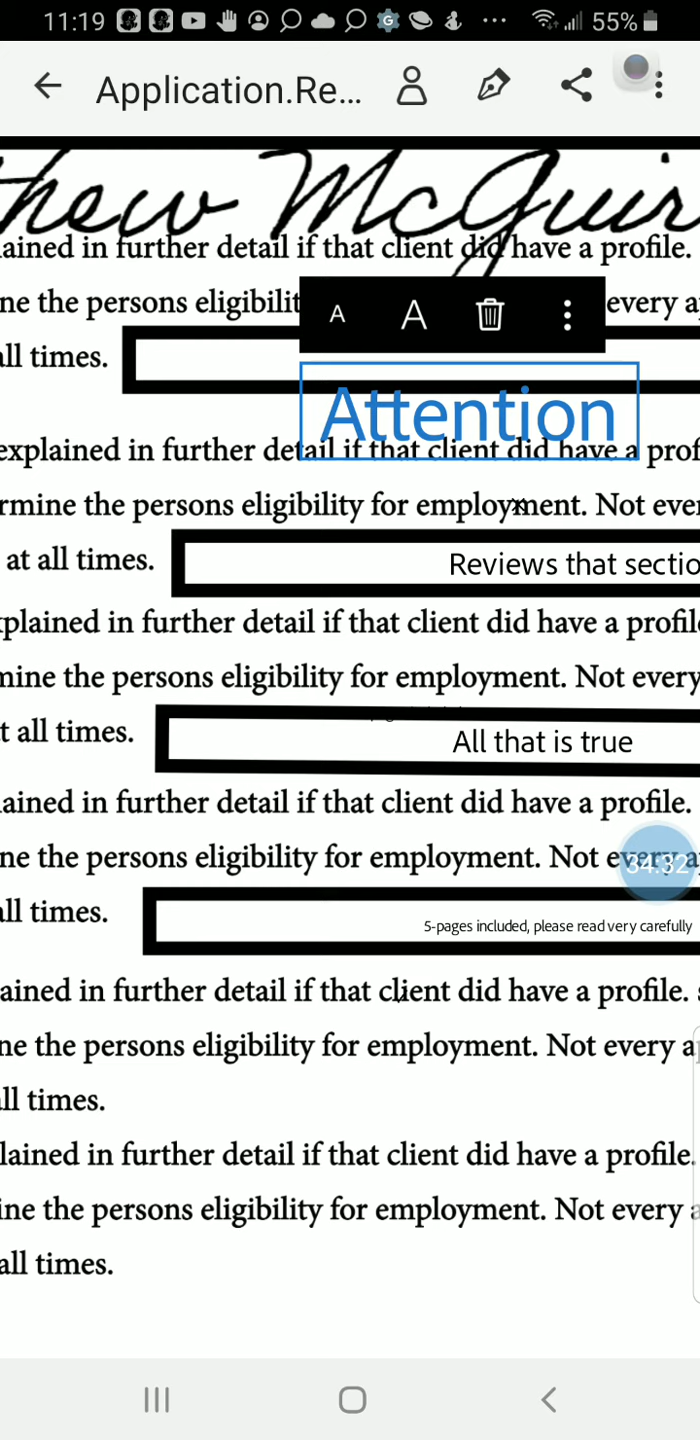 11:19 55%
Application.Re...
hew McGuir
ained in further detail if that client did have a profile.
ne the persons eligibilit every a
all times.
A A
Attention
explained in further detail if that client did have a prof
rmine the persons eligibility for employment. Not ever
at all times. Reviews that sectio
xplained in further detail if that client did have a profile
mine the persons eligibility for employment. Not every
t all times. All that is true
ained in further detail if that client did have a profile.
ne the persons eligibility for employment. Not every a
34:32
all times. 5-pages included, please read very carefully
ained in further detail if that client did have a profile. s
ne the persons eligibility for employment. Not every a
all times.
lained in further detail if that client did have a profile.
ine the persons eligibility for employment. Not every a
all times.